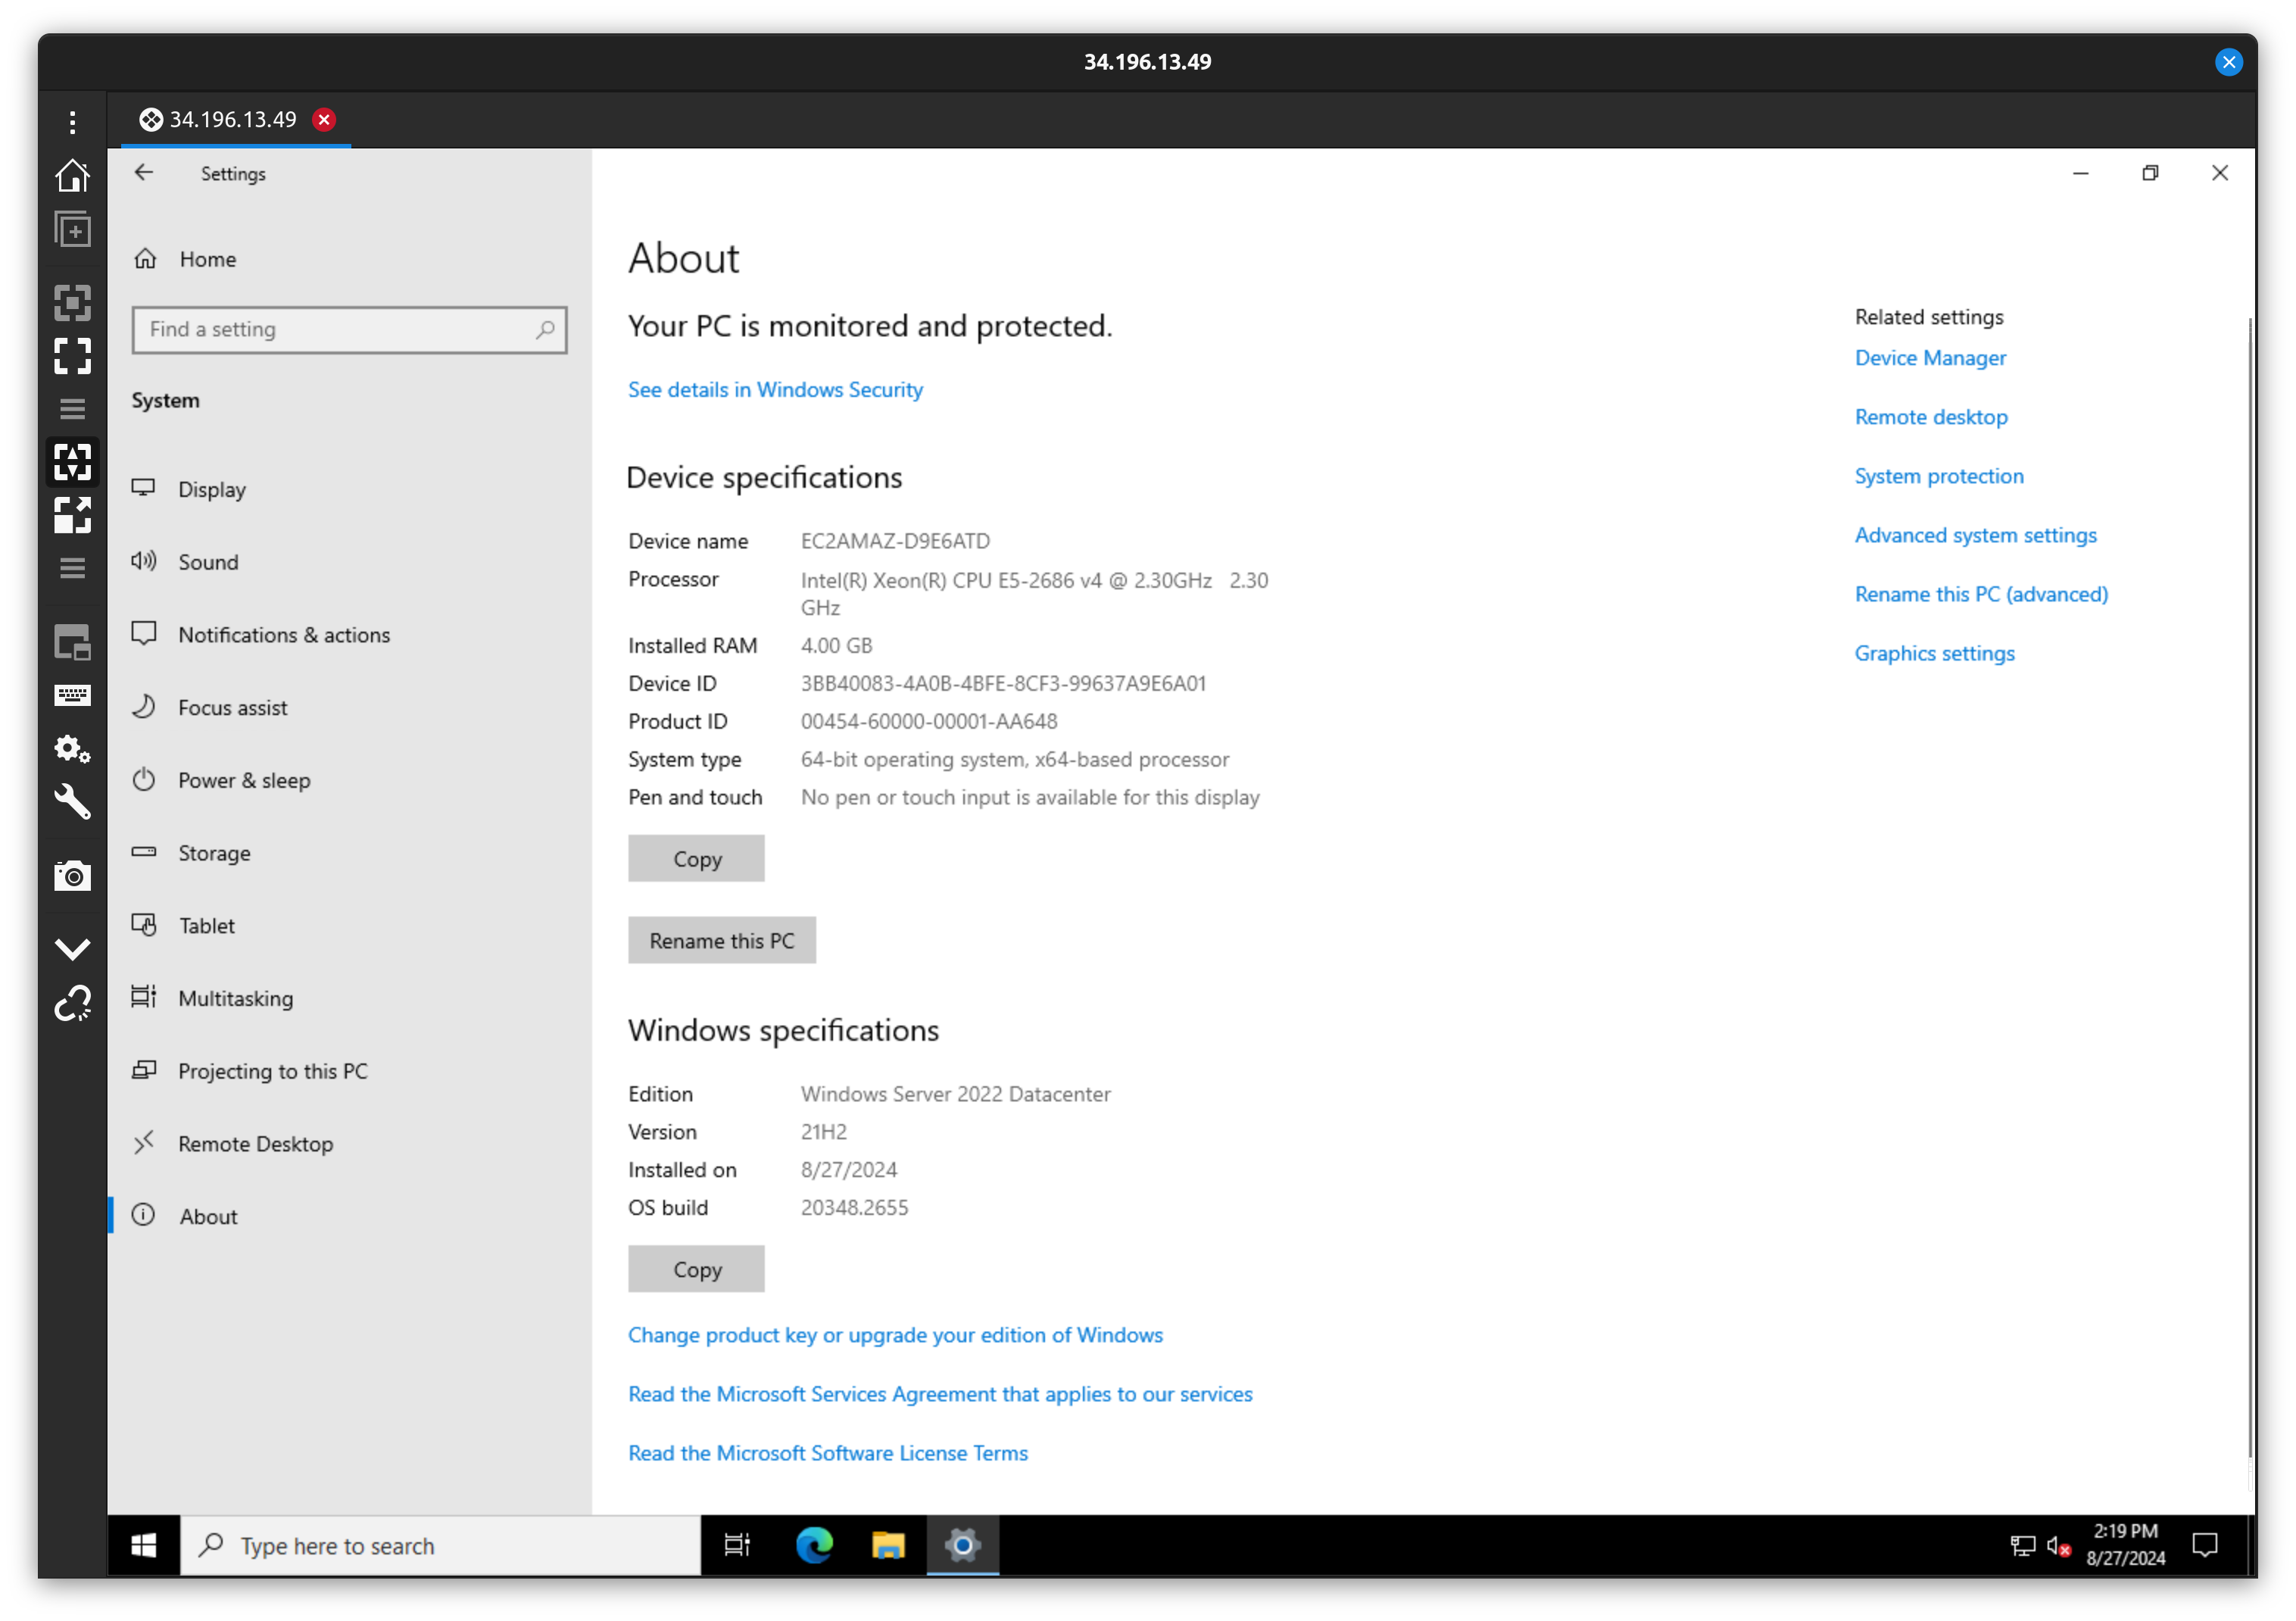 34.196.13.49
34.196.13.49
Settings
Home
Find a setting
System
Display
Sound
Notifications & actions
Focus assist
Power & sleep
Storage
Tablet
Multitasking
Projecting to this PC
Remote Desktop
About
About
Your PC is monitored and protected.
See details in Windows Security
Device specifications
Device name EC2AMAZ-D9E6ATD
Processor Intel(R) Xeon(R) CPU E5-2686 v4 @ 2.30GHz 2.30
GHz
Installed RAM 4.00 GB
Device ID 3BB40083-4A0B-4BFE-8CF3-99637A9E6A01
Product ID 00454-60000-00001-AA648
System type 64-bit operating system, x64-based processor
Pen and touch No pen or touch input is available for this display
Copy
Rename this PC
Windows specifications
Edition Windows Server 2022 Datacenter
Version 21H2
Installed on 8/27/2024
OS build 20348.2655
Copy
Change product key or upgrade your edition of Windows
Read the Microsoft Services Agreement that applies to our services
Read the Microsoft Software License Terms
Related settings
Device Manager
Remote desktop
System protection
Advanced system settings
Rename this PC (advanced)
Graphics settings
Type here to search
2:19 PM
8/27/2024